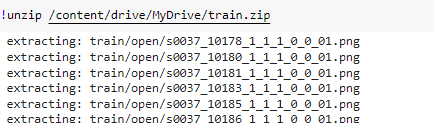 !unzip /content/drive/MyDrive/train.zip
extracting: train/open/s0037_10178_1_1_1_0_0_01.png
extracting: train/open/s0037_10180_1_1_1_0_0_01.png
extracting: train/open/s0037_10181_1_1_1_0_0_01.png
extracting: train/open/s0037_10183_1_1_1_0_0_01.png
extracting: train/open/s0037_10185_1_1_1_0_0_01.png
extracting: train/open/s0037_10186_1_1_1_0_0_01.png